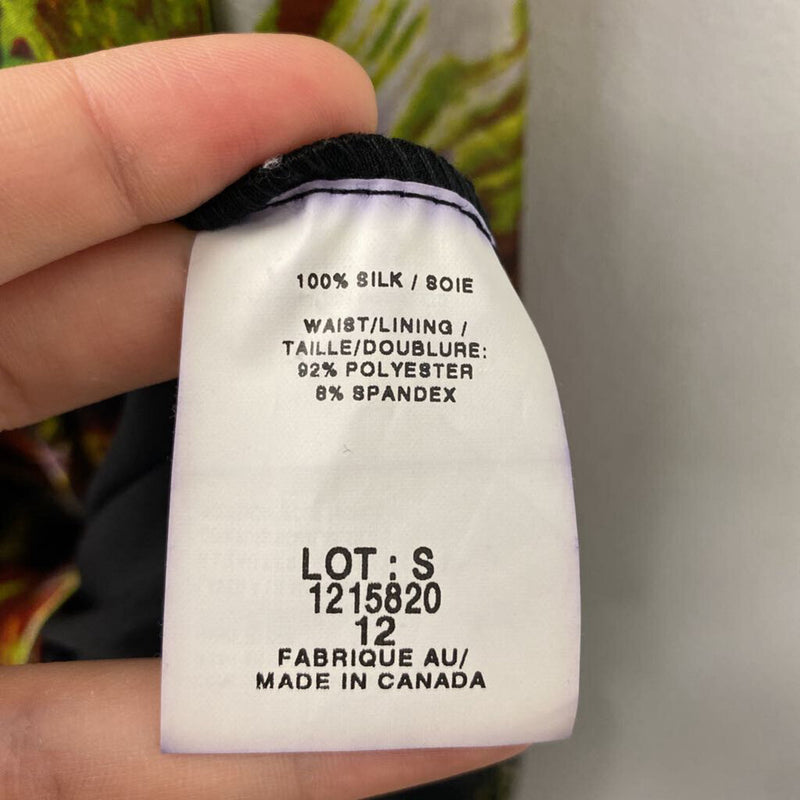 100% SILK / SOIE
WAIST/LINING /
TAILLE/DOUBLURE:
92% POLYESTER
8% SPANDEX
LOT : S
1215820
12
FABRIQUE AU/
MADE IN CANADA